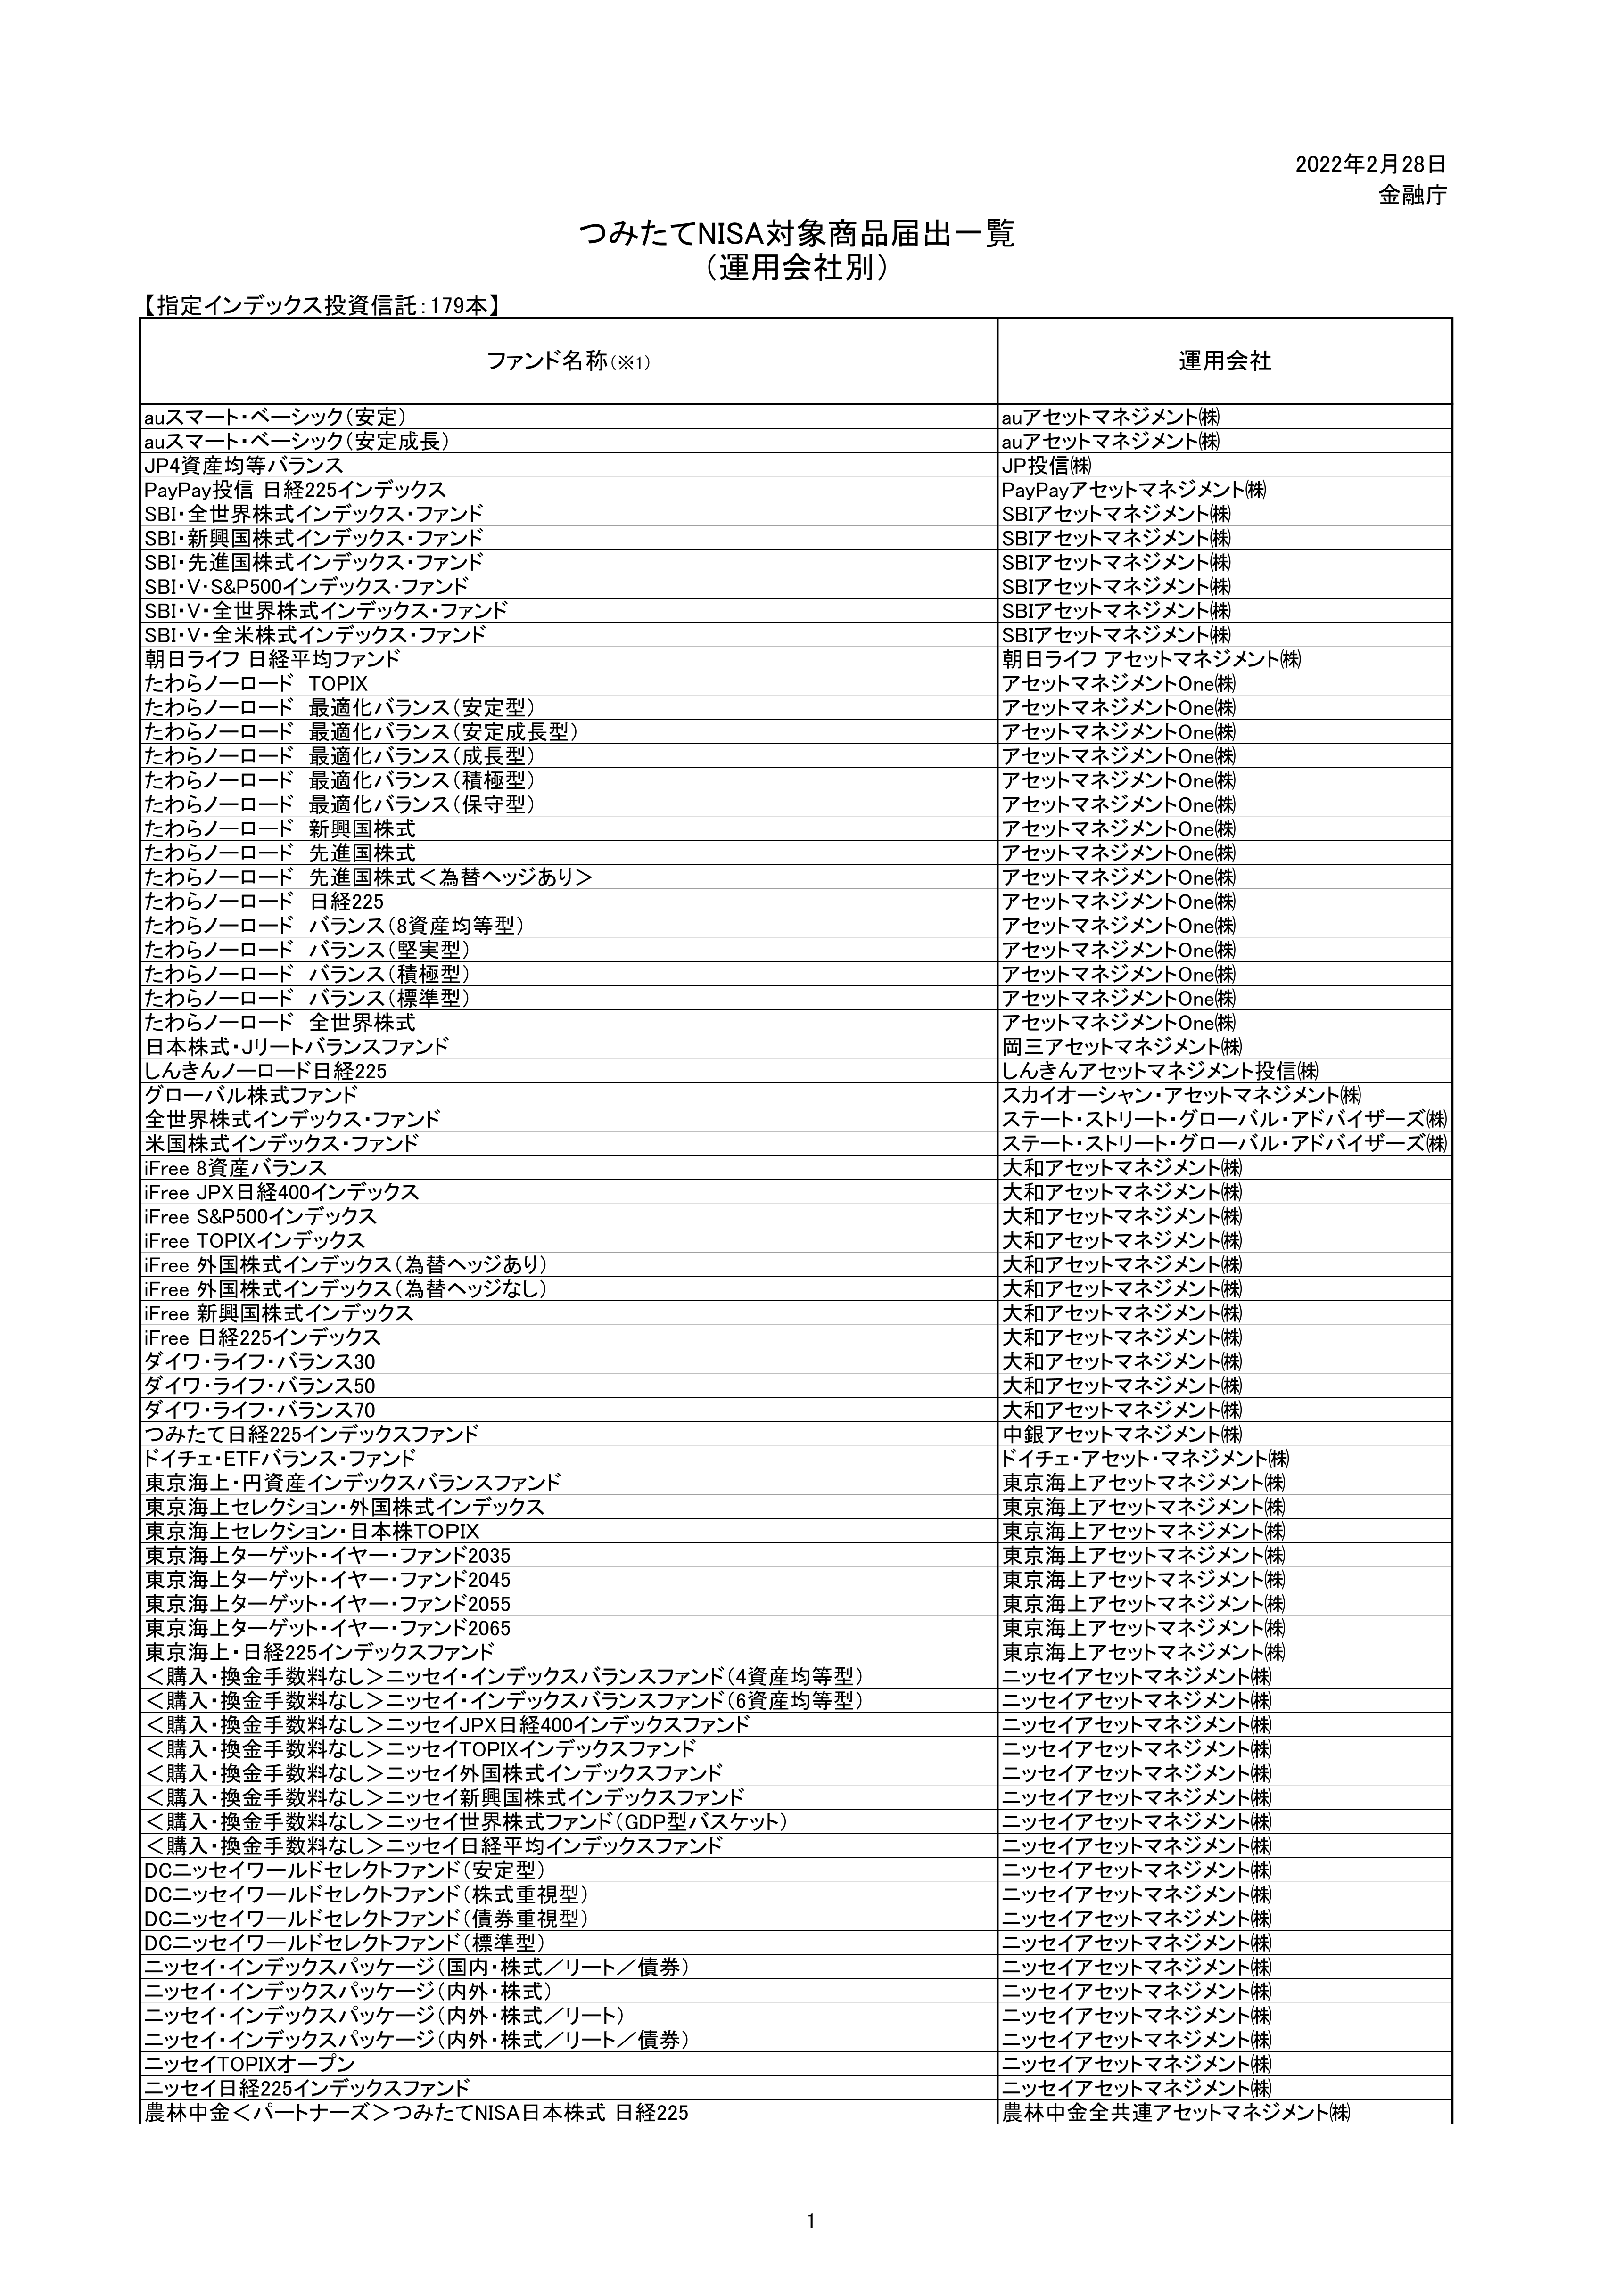 2022年2月28日
金融庁
つみたてNISA対象商品届出一覧
（運用会社別）
【指定インデックス投資信託：179本】
ファンド名称(※1) 運用会社
auスマート・ベーシック（安定） auアセットマネジメント㈱
auスマート・ベーシック（安定成長） auアセットマネジメント㈱
JP4資産均等バランス JP投信㈱
PayPay投信 日経225インデックス PayPayアセットマネジメント㈱
SBI・全世界株式インデックス・ファンド SBIアセットマネジメント㈱
SBI・新興国株式インデックス・ファンド SBIアセットマネジメント㈱
SBI・先進国株式インデックス・ファンド SBIアセットマネジメント㈱
SBI・V・S&P500インデックス・ファンド SBIアセットマネジメント㈱
SBI・V・全世界株式インデックス・ファンド SBIアセットマネジメント㈱
SBI・V・全米株式インデックス・ファンド SBIアセットマネジメント㈱
朝日ライフ 日経平均ファンド 朝日ライフ アセットマネジメント㈱
たわらノーロード TOPIX アセットマネジメントOne㈱
たわらノーロード 最適化バランス（安定型） アセットマネジメントOne㈱
たわらノーロード 最適化バランス（安定成長型） アセットマネジメントOne㈱
たわらノーロード 最適化バランス（成長型） アセットマネジメントOne㈱
たわらノーロード 最適化バランス（積極型） アセットマネジメントOne㈱
たわらノーロード 最適化バランス（保守型） アセットマネジメントOne㈱
たわらノーロード 新興国株式 アセットマネジメントOne㈱
たわらノーロード 先進国株式 アセットマネジメントOne㈱
たわらノーロード 先進国株式＜為替ヘッジあり＞ アセットマネジメントOne㈱
たわらノーロード 日経225 アセットマネジメントOne㈱
たわらノーロード バランス（8資産均等型） アセットマネジメントOne㈱
たわらノーロード バランス（堅実型） アセットマネジメントOne㈱
たわらノーロード バランス（積極型） アセットマネジメントOne㈱
たわらノーロード バランス（標準型） アセットマネジメントOne㈱
たわらノーロード 全世界株式 アセットマネジメントOne㈱
日本株式・Jリートバランスファンド 岡三アセットマネジメント㈱
しんきんノーロード日経225 しんきんアセットマネジメント投信㈱
グローバル株式ファンド スカイオーシャン・アセットマネジメント㈱
全世界株式インデックス・ファンド ステート・ストリート・グローバル・アドバイザーズ㈱
米国株式インデックス・ファンド ステート・ストリート・グローバル・アドバイザーズ㈱
iFree 8資産バランス 大和アセットマネジメント㈱
iFree JPX日経400インデックス 大和アセットマネジメント㈱
iFree S&P500インデックス 大和アセットマネジメント㈱
iFree TOPIXインデックス 大和アセットマネジメント㈱
iFree 外国株式インデックス（為替ヘッジあり） 大和アセットマネジメント㈱
iFree 外国株式インデックス（為替ヘッジなし） 大和アセットマネジメント㈱
iFree 新興国株式インデックス 大和アセットマネジメント㈱
iFree 日経225インデックス 大和アセットマネジメント㈱
ダイワ・ライフ・バランス30 大和アセットマネジメント㈱
ダイワ・ライフ・バランス50 大和アセットマネジメント㈱
ダイワ・ライフ・バランス70 大和アセットマネジメント㈱
つみたて日経225インデックスファンド 中銀アセットマネジメント㈱
ドイチェ・ETFバランス・ファンド ドイチェ・アセット・マネジメント㈱
東京海上・円資産インデックスバランスファンド 東京海上アセットマネジメント㈱
東京海上セレクション・外国株式インデックス 東京海上アセットマネジメント㈱
東京海上セレクション・日本株TOPIX 東京海上アセットマネジメント㈱
東京海上ターゲット・イヤー・ファンド2035 東京海上アセットマネジメント㈱
東京海上ターゲット・イヤー・ファンド2045 東京海上アセットマネジメント㈱
東京海上ターゲット・イヤー・ファンド2055 東京海上アセットマネジメント㈱
東京海上ターゲット・イヤー・ファンド2065 東京海上アセットマネジメント㈱
東京海上・日経225インデックスファンド 東京海上アセットマネジメント㈱
＜購入・換金手数料なし＞ニッセイ・インデックスバランスファンド（4資産均等型） ニッセイアセットマネジメント㈱
＜購入・換金手数料なし＞ニッセイ・インデックスバランスファンド（6資産均等型） ニッセイアセットマネジメント㈱
＜購入・換金手数料なし＞ニッセイJPX日経400インデックスファンド ニッセイアセットマネジメント㈱
＜購入・換金手数料なし＞ニッセイTOPIXインデックスファンド ニッセイアセットマネジメント㈱
＜購入・換金手数料なし＞ニッセイ外国株式インデックスファンド ニッセイアセットマネジメント㈱
＜購入・換金手数料なし＞ニッセイ新興国株式インデックスファンド ニッセイアセットマネジメント㈱
＜購入・換金手数料なし＞ニッセイ世界株式ファンド（GDP型バスケット） ニッセイアセットマネジメント㈱
＜購入・換金手数料なし＞ニッセイ日経平均インデックスファンド ニッセイアセットマネジメント㈱
DCニッセイワールドセレクトファンド（安定型） ニッセイアセットマネジメント㈱
DCニッセイワールドセレクトファンド（株式重視型） ニッセイアセットマネジメント㈱
DCニッセイワールドセレクトファンド（債券重視型） ニッセイアセットマネジメント㈱
DCニッセイワールドセレクトファンド（標準型） ニッセイアセットマネジメント㈱
ニッセイ・インデックスパッケージ（国内・株式／リート／債券） ニッセイアセットマネジメント㈱
ニッセイ・インデックスパッケージ（内外・株式） ニッセイアセットマネジメント㈱
ニッセイ・インデックスパッケージ（内外・株式／リート） ニッセイアセットマネジメント㈱
ニッセイ・インデックスパッケージ（内外・株式／リート／債券） ニッセイアセットマネジメント㈱
ニッセイTOPIXオープン ニッセイアセットマネジメント㈱
ニッセイ日経225インデックスファンド ニッセイアセットマネジメント㈱
農林中金＜パートナーズ＞つみたてNISA日本株式 日経225 農林中金全共連アセットマネジメント㈱
1